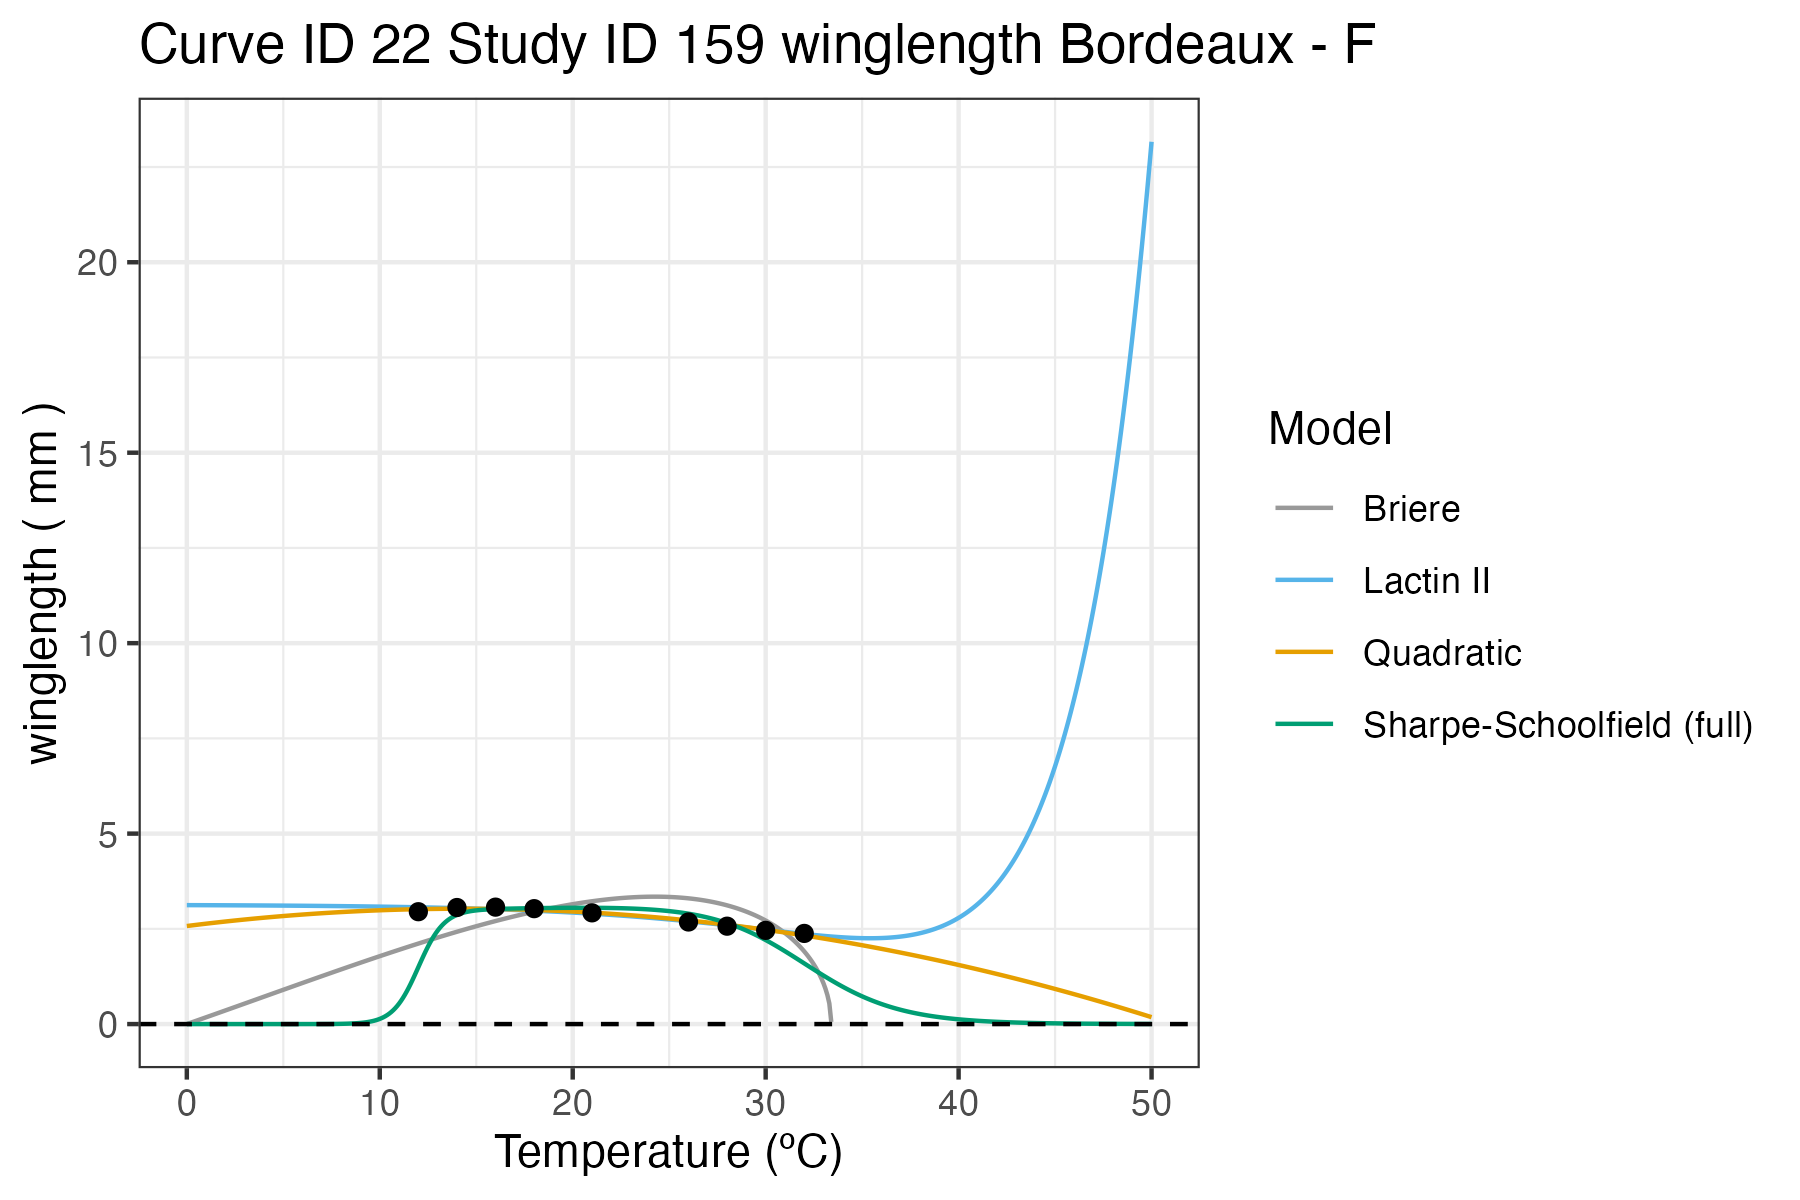 Curve ID 22 Study ID 159 winglength Bordeaux - F
winglength ( mm )
20
15
10
5
0
0 10 20 30 40 50
Temperature (ºC)
Model
Briere
Lactin II
Quadratic
Sharpe-Schoolfield (full)